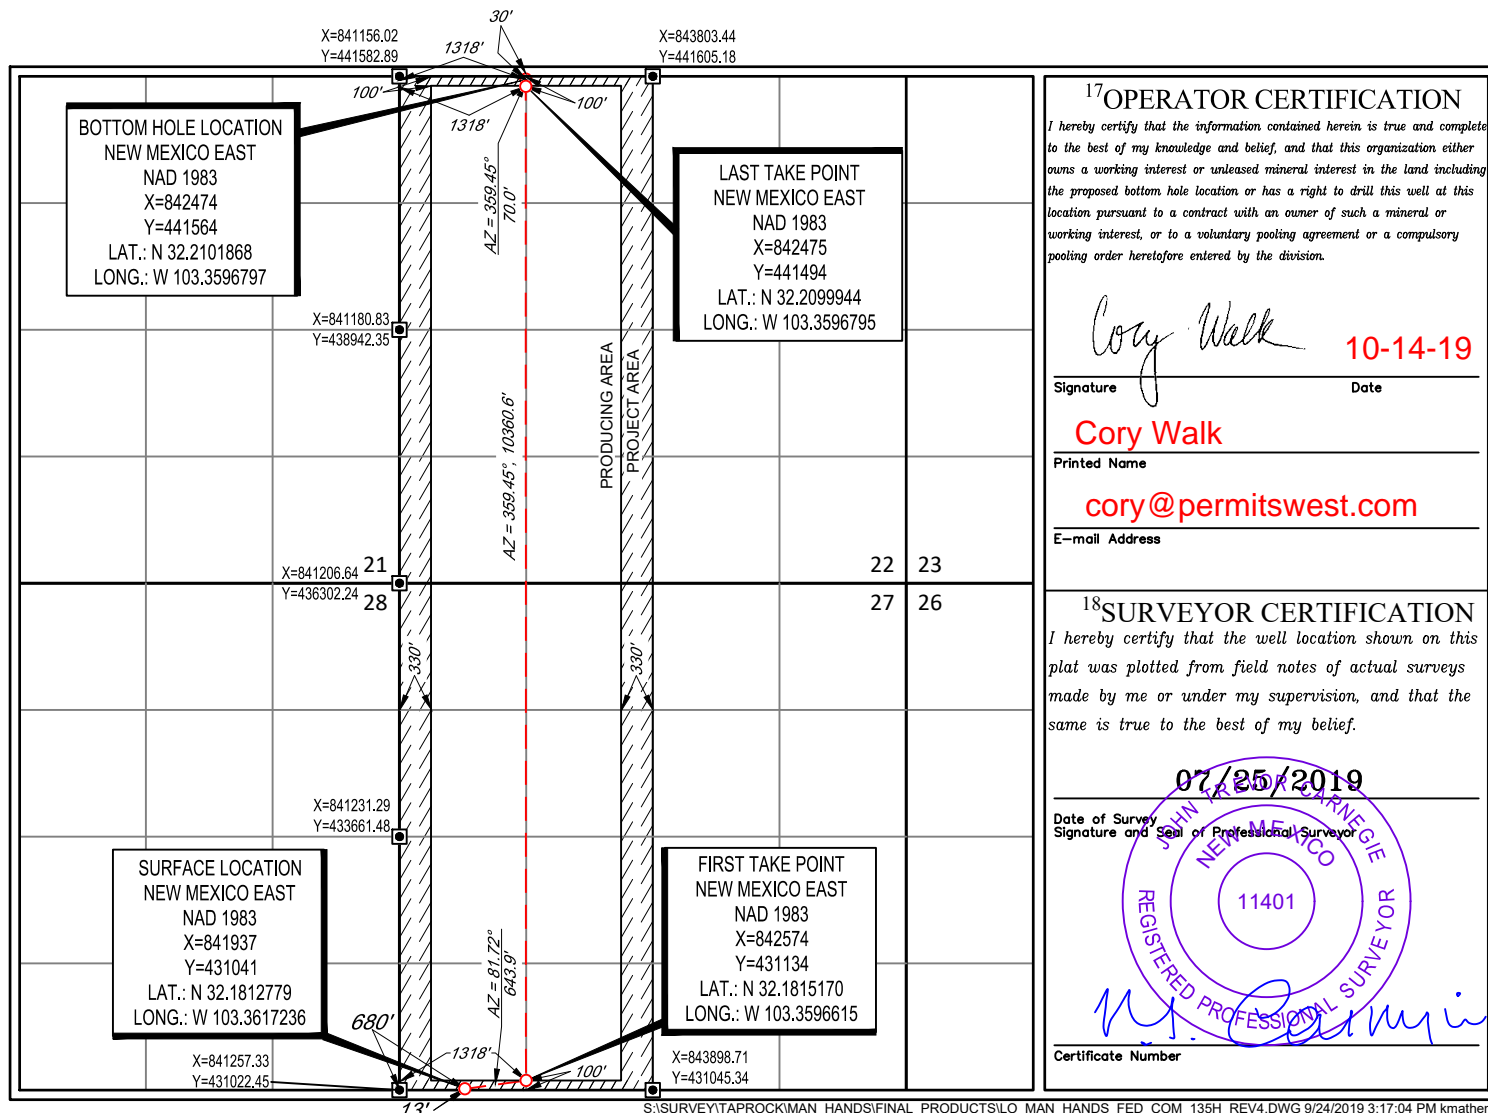 30'
X=841156.02
Y=441582.89
1318'
X=843803.44
Y=441605.18
100'
100'
1318'
BOTTOM HOLE LOCATION
NEW MEXICO EAST
NAD 1983
X=842474
Y=441564
LAT.: N 32.2101868
LONG.: W 103.3596797
AZ = 359.45°
70.0'
LAST TAKE POINT
NEW MEXICO EAST
NAD 1983
X=842475
Y=441494
LAT.: N 32.2099944
LONG.: W 103.3596795
X=841180.83
Y=438942.35
PRODUCING AREA
PROJECT AREA
AZ = 359.45°, 10360.6'
X=841206.64
Y=436302.24
21
28
22
23
27
26
330'
330'
X=841231.29
Y=433661.48
SURFACE LOCATION
NEW MEXICO EAST
NAD 1983
X=841937
Y=431041
LAT.: N 32.1812779
LONG.: W 103.3617236
FIRST TAKE POINT
NEW MEXICO EAST
NAD 1983
X=842574
Y=431134
LAT.: N 32.1815170
LONG.: W 103.3596615
AZ = 81.72°
643.9'
680'
1318'
100'
X=841257.33
Y=431022.45
X=843898.71
Y=431045.34
13'
17 OPERATOR CERTIFICATION
I hereby certify that the information contained herein is true and complete
to the best of my knowledge and belief, and that this organization either
owns a working interest or unleased mineral interest in the land including
the proposed bottom hole location or has a right to drill this well at this
location pursuant to a contract with an owner of such a mineral or
working interest, or to a voluntary pooling agreement or a compulsory
pooling order heretofore entered by the division.
Cory Walk
10-14-19
Signature
Date
Cory Walk
Printed Name
cory@permitswest.com
E-mail Address
18 SURVEYOR CERTIFICATION
I hereby certify that the well location shown on this
plat was plotted from field notes of actual surveys
made by me or under my supervision, and that the
same is true to the best of my belief.
07/25/2019
Date of Survey
Signature and Seal of Professional Surveyor
JOHN TREVOR CARNEGIE
NEW MEXICO
11401
REGISTERED PROFESSIONAL SURVEYOR
Certificate Number
S:\SURVEY\TAPROCK\MAN_HANDS\FINAL_PRODUCTS\LO_MAN_HANDS_FED_COM_135H_REV4.DWG 9/24/2019 3:17:04 PM kmather